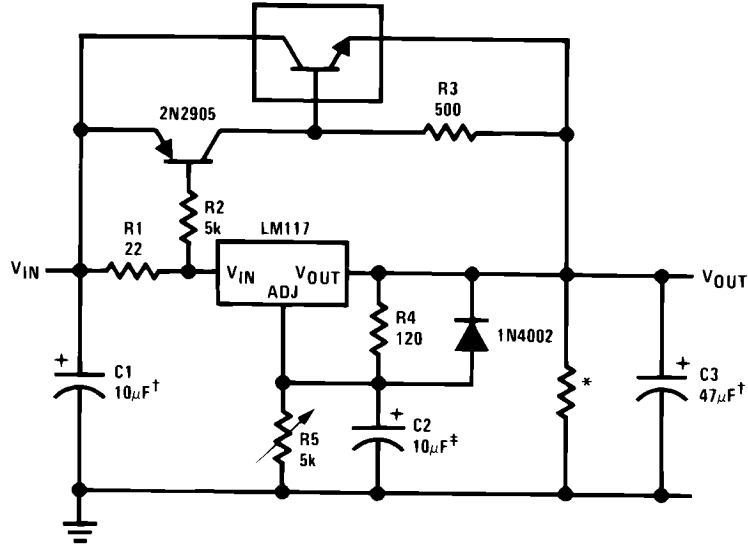 R3
500
2N2905
R2
5k
R1
22
LM117
VIN
VIN VOUT
ADJ
VOUT
R4
120
1N4002
*
C1
10μF†
C2
10μF‡
C3
47μF†
R5
5k